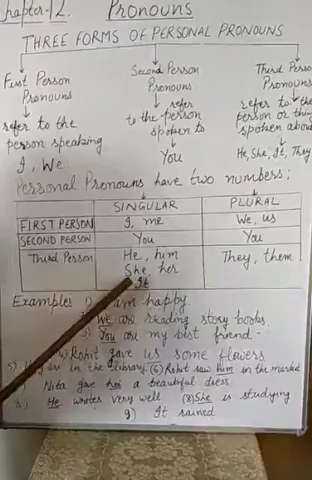 Chapter-12. Pronouns
THREE FORMS OF PERSONAL PRONOUNS
First Person Pronouns
refer to the person speaking
I, We
Second Person Pronouns
refer to the person spoken to
You
Third Person Pronouns
refer to the person or thing spoken about
He, She, It, They
Personal Pronouns have two numbers;
SINGULAR PLURAL
FIRST PERSON I, me We, us
SECOND PERSON You You
Third Person He, him They, them
She, her
It
Examples am happy
We are reading story books
You are my best friend
Rohit gave us some flowers
in the library (6) Rohit saw him in the market
Nita gave a beautiful dress
He writes very well (8) She is studying
9) It rained